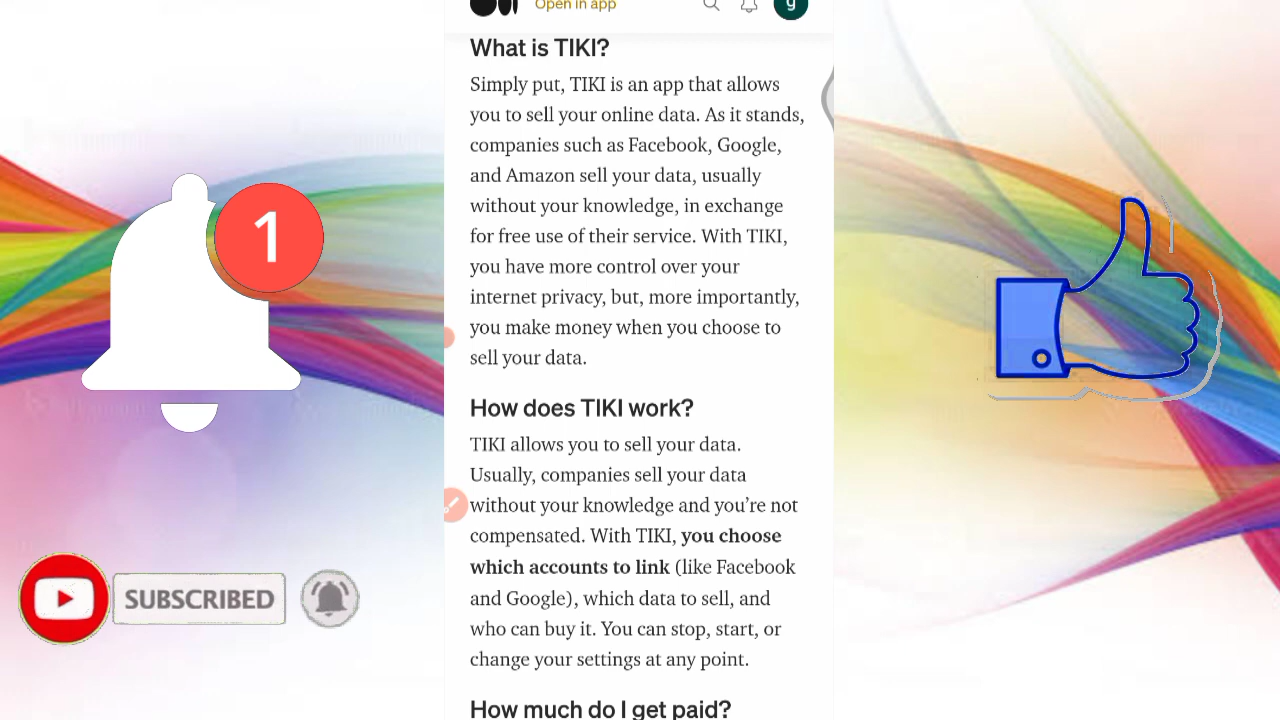 Open in app
g
What is TIKI?
Simply put, TIKI is an app that allows
you to sell your online data. As it stands,
companies such as Facebook, Google,
and Amazon sell your data, usually
without your knowledge, in exchange
for free use of their service. With TIKI,
you have more control over your
internet privacy, but, more importantly,
you make money when you choose to
sell your data.
How does TIKI work?
TIKI allows you to sell your data.
Usually, companies sell your data
without your knowledge and you’re not
compensated. With TIKI, you choose
which accounts to link (like Facebook
and Google), which data to sell, and
who can buy it. You can stop, start, or
change your settings at any point.
How much do I get paid?
1
SUBSCRIBED